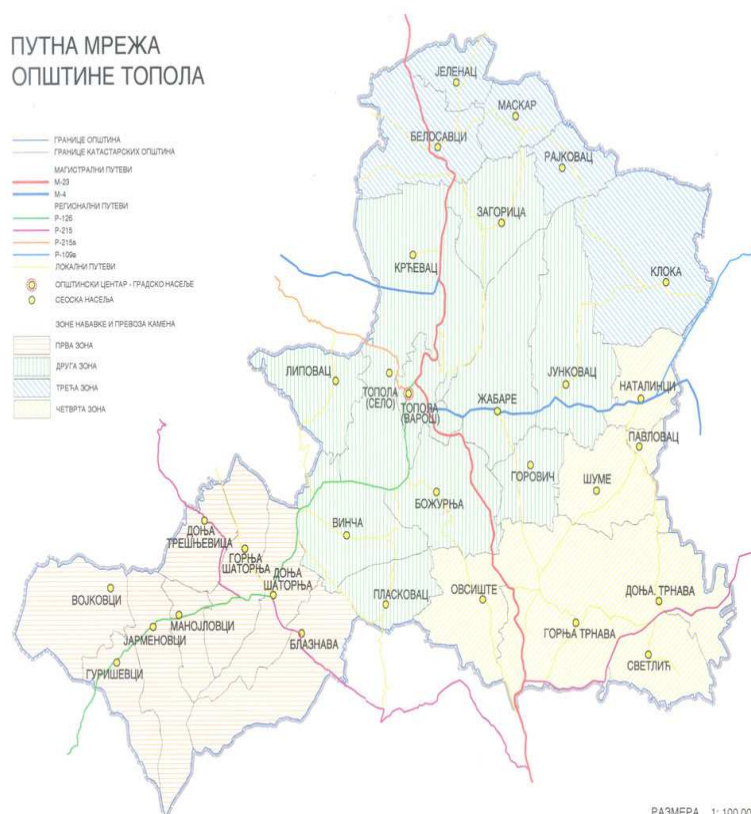 ПУТНА МРЕЖА
ОПШТИНЕ ТОПОЛА
ГРАНИЦЕ ОПШТИНА
ГРАНИЦЕ КАТАСТАРСКИХ ОПШТИНА
МАГИСТРАЛНИ ПУТЕВИ
М-23
М-4
РЕГИОНАЛНИ ПУТЕВИ
Р-126
Р-215
Р-215а
Р-109а
ЛОКАЛНИ ПУТЕВИ
ОПШТИНСКИ ЦЕНТАР - ГРАДСКО НАСЕЉЕ
СЕОСКА НАСЕЉА
ЗОНЕ НАБАВКЕ И ПРЕВОЗА КАМЕНА
ПРВА ЗОНА
ДРУГА ЗОНА
ТРЕЋА ЗОНА
ЧЕТВРТА ЗОНА
ЈЕЛЕНАЦ
МАСКАР
БЕЛОСАВЦИ
РАЈКОВАЦ
ЗАГОРИЦА
КРЋЕВАЦ
КЛОКА
ЛИПОВАЦ
ТОПОЛА
(СЕЛО)
ТОПОЛА
(ВАРОШ)
ЖАБАРЕ
ЈУНКОВАЦ
НАТАЛИНЦИ
ПАВЛОВАЦ
ГОРОВИЧ
ШУМЕ
БОЖУРЊА
ВИНЧА
ДОЊА
ТРЕШЊЕВИЦА
ГОРЊА
ШАТОРЊА
ДОЊА
ШАТОРЊА
ВОЈКОВЦИ
ПЛАСКОВАЦ
ОВСИШТЕ
ДОЊА. ТРНАВА
МАНОЈЛОВЦИ
ЈАРМЕНОВЦИ
БЛАЗНАВА
ГОРЊА ТРНАВА
ГУРИШЕВЦИ
СВЕТЛИЋ
РАЗМЕРА 1: 100 00